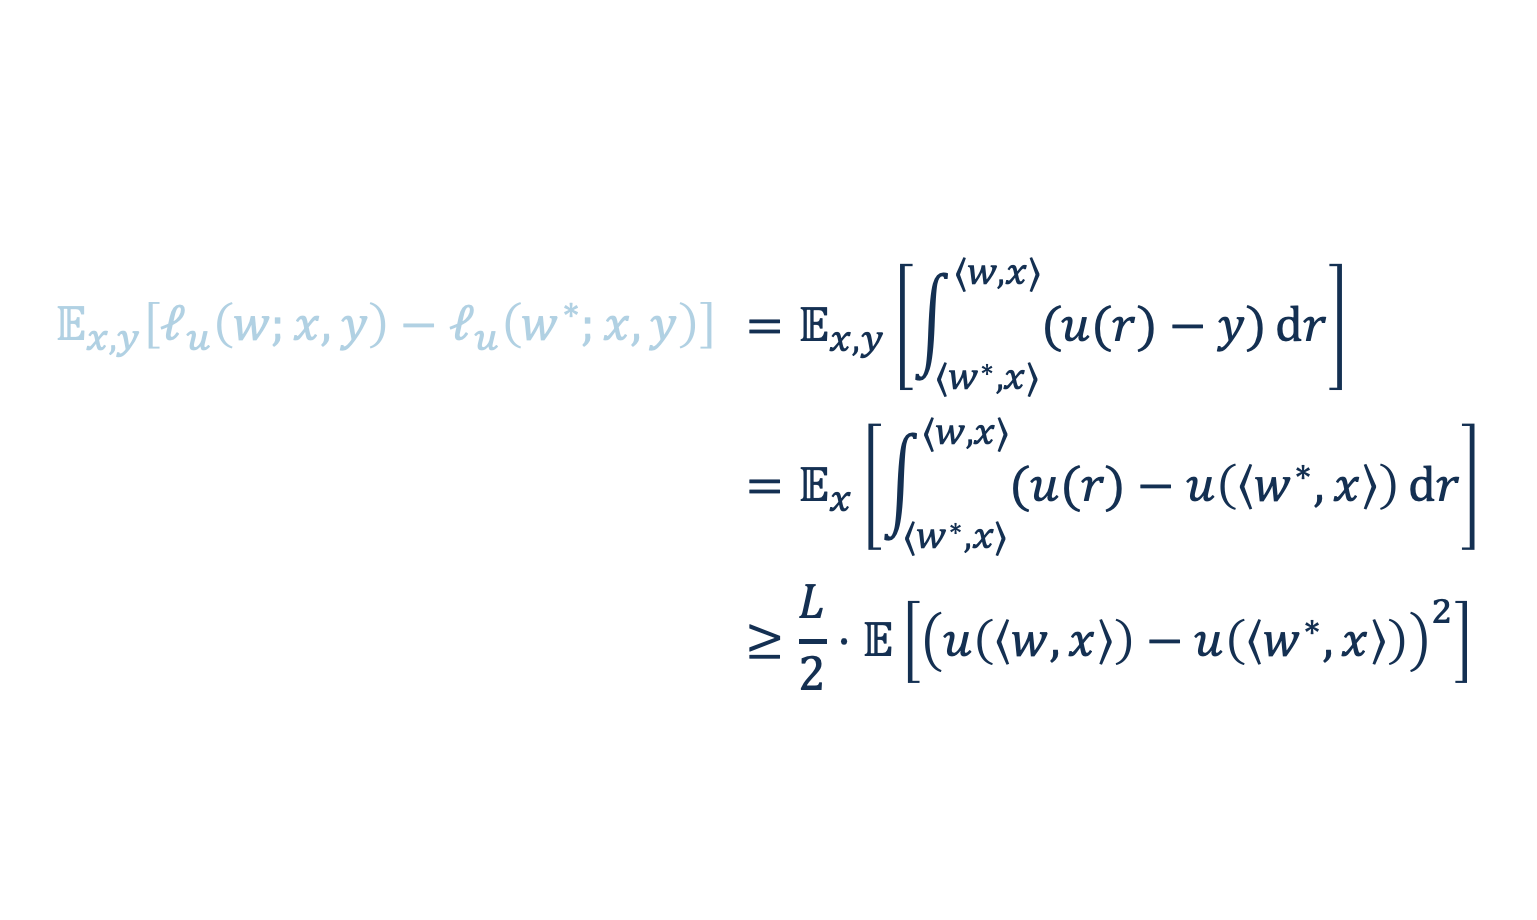 𝔼_{x,y}[ℓ_u(w; x, y) − ℓ_u(w*; x, y)] = 𝔼_{x,y} [∫_{⟨w*,x⟩}^{⟨w,x⟩} (u(r) − y) dr]
= 𝔼_x [∫_{⟨w*,x⟩}^{⟨w,x⟩} (u(r) − u(⟨w*, x⟩) dr]
≥ L/2 · 𝔼 [(u(⟨w, x⟩) − u(⟨w*, x⟩))²]